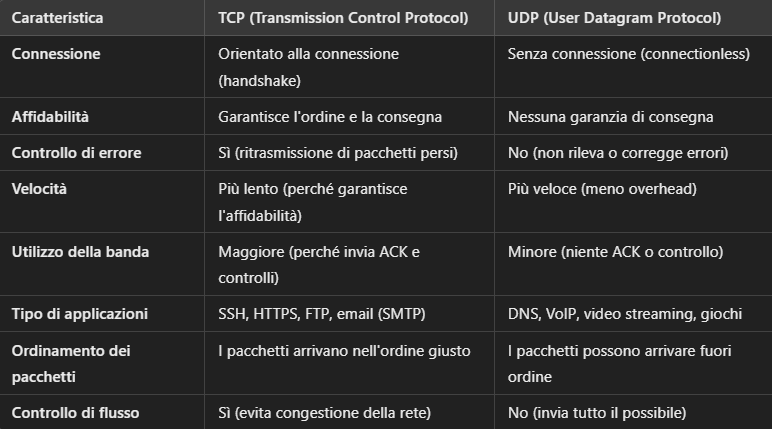 Caratteristica TCP (Transmission Control Protocol) UDP (User Datagram Protocol)
Connessione Orientato alla connessione (handshake) Senza connessione (connectionless)
Affidabilità Garantisce l'ordine e la consegna Nessuna garanzia di consegna
Controllo di errore Sì (ritrasmissione di pacchetti persi) No (non rileva o corregge errori)
Velocità Più lento (perché garantisce l'affidabilità) Più veloce (meno overhead)
Utilizzo della banda Maggiore (perché invia ACK e controlli) Minore (niente ACK o controllo)
Tipo di applicazioni SSH, HTTPS, FTP, email (SMTP) DNS, VoIP, video streaming, giochi
Ordinamento dei pacchetti I pacchetti arrivano nell'ordine giusto I pacchetti possono arrivare fuori ordine
Controllo di flusso Sì (evita congestione della rete) No (invia tutto il possibile)